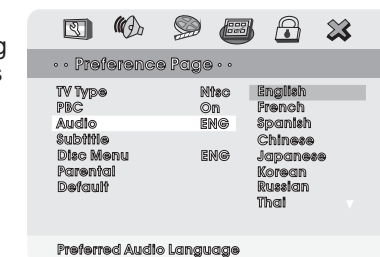 g
s
· · Preference Page · ·
TV Type Ntsc English
PBC On French
Audio ENG Spanish
Subtitle Chinese
Disc Menu ENG Japanese
Parental Korean
Default Russian
Thai
Preferred Audio Language